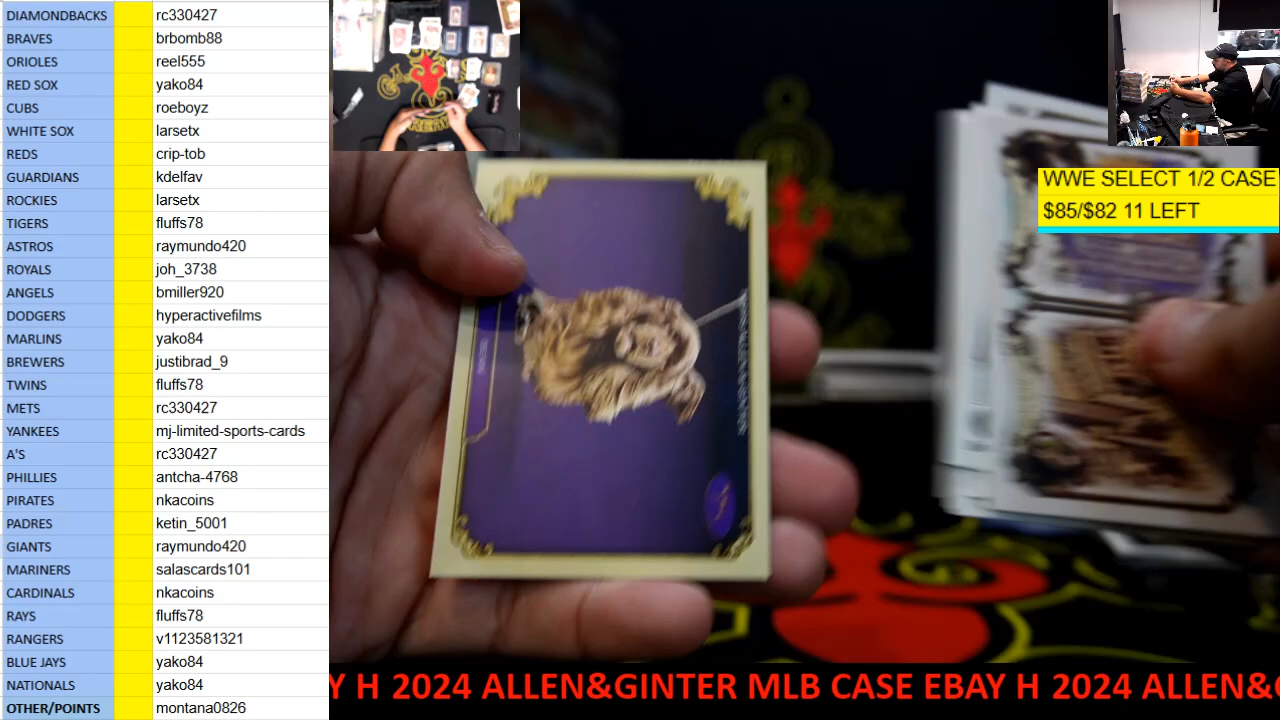 DIAMONDBACKS rc330427
BRAVES brbomb88
ORIOLES reel555
RED SOX yako84
CUBS roeboyz
WHITE SOX larsetx
REDS crip-tob
GUARDIANS kdelfav
ROCKIES larsetx
TIGERS fluffs78
ASTROS raymundo420
ROYALS joh_3738
ANGELS bmiller920
DODGERS hyperactivefilms
MARLINS yako84
BREWERS justibrad_9
TWINS fluffs78
METS rc330427
YANKEES mj-limited-sports-cards
A'S rc330427
PHILLIES antcha-4768
PIRATES nkacoins
PADRES ketin_5001
GIANTS raymundo420
MARINERS salascards101
CARDINALS nkacoins
RAYS fluffs78
RANGERS v1123581321
BLUE JAYS yako84
NATIONALS yako84
OTHER/POINTS montana0826
WWE SELECT 1/2 CASE
$85/$82 11 LEFT
Y H 2024 ALLEN&GINTER MLB CASE EBAY H 2024 ALLEN&